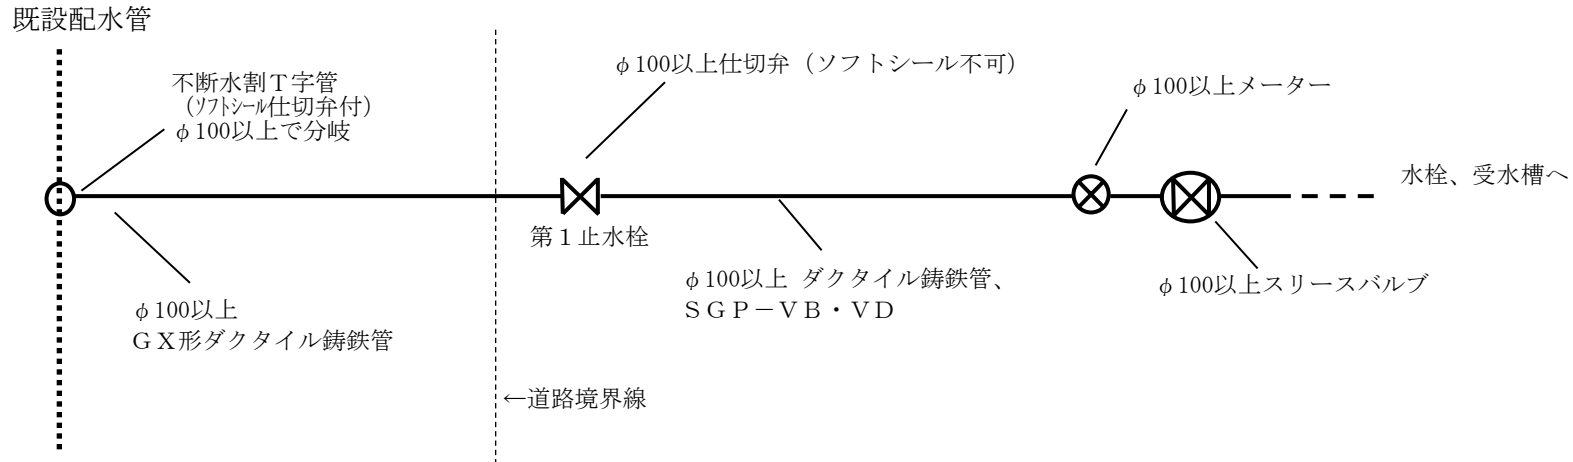 既設配水管
不断水割Ｔ字管
（ｿﾌﾄｼｰﾙ仕切弁付）
φ100以上で分岐
φ100以上仕切弁（ソフトシール不可）
φ100以上メーター
水栓、受水槽へ
第１止水栓
φ100以上 ダクタイル鋳鉄管、
ＳＧＰ－ＶＢ・ＶＤ
φ100以上スリースバルブ
φ100以上
ＧＸ形ダクタイル鋳鉄管
←道路境界線